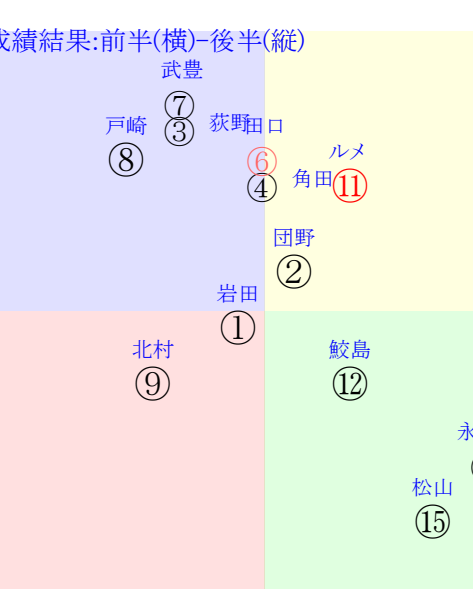 成績結果:前半(横)-後半(縦)
武豊
⑦
戸崎
③
荻野
田口
⑧
⑥
ルメ
④
角田
⑪
団野
②
岩田
①
北村
鮫島
⑨
⑫
永
松山
⑮